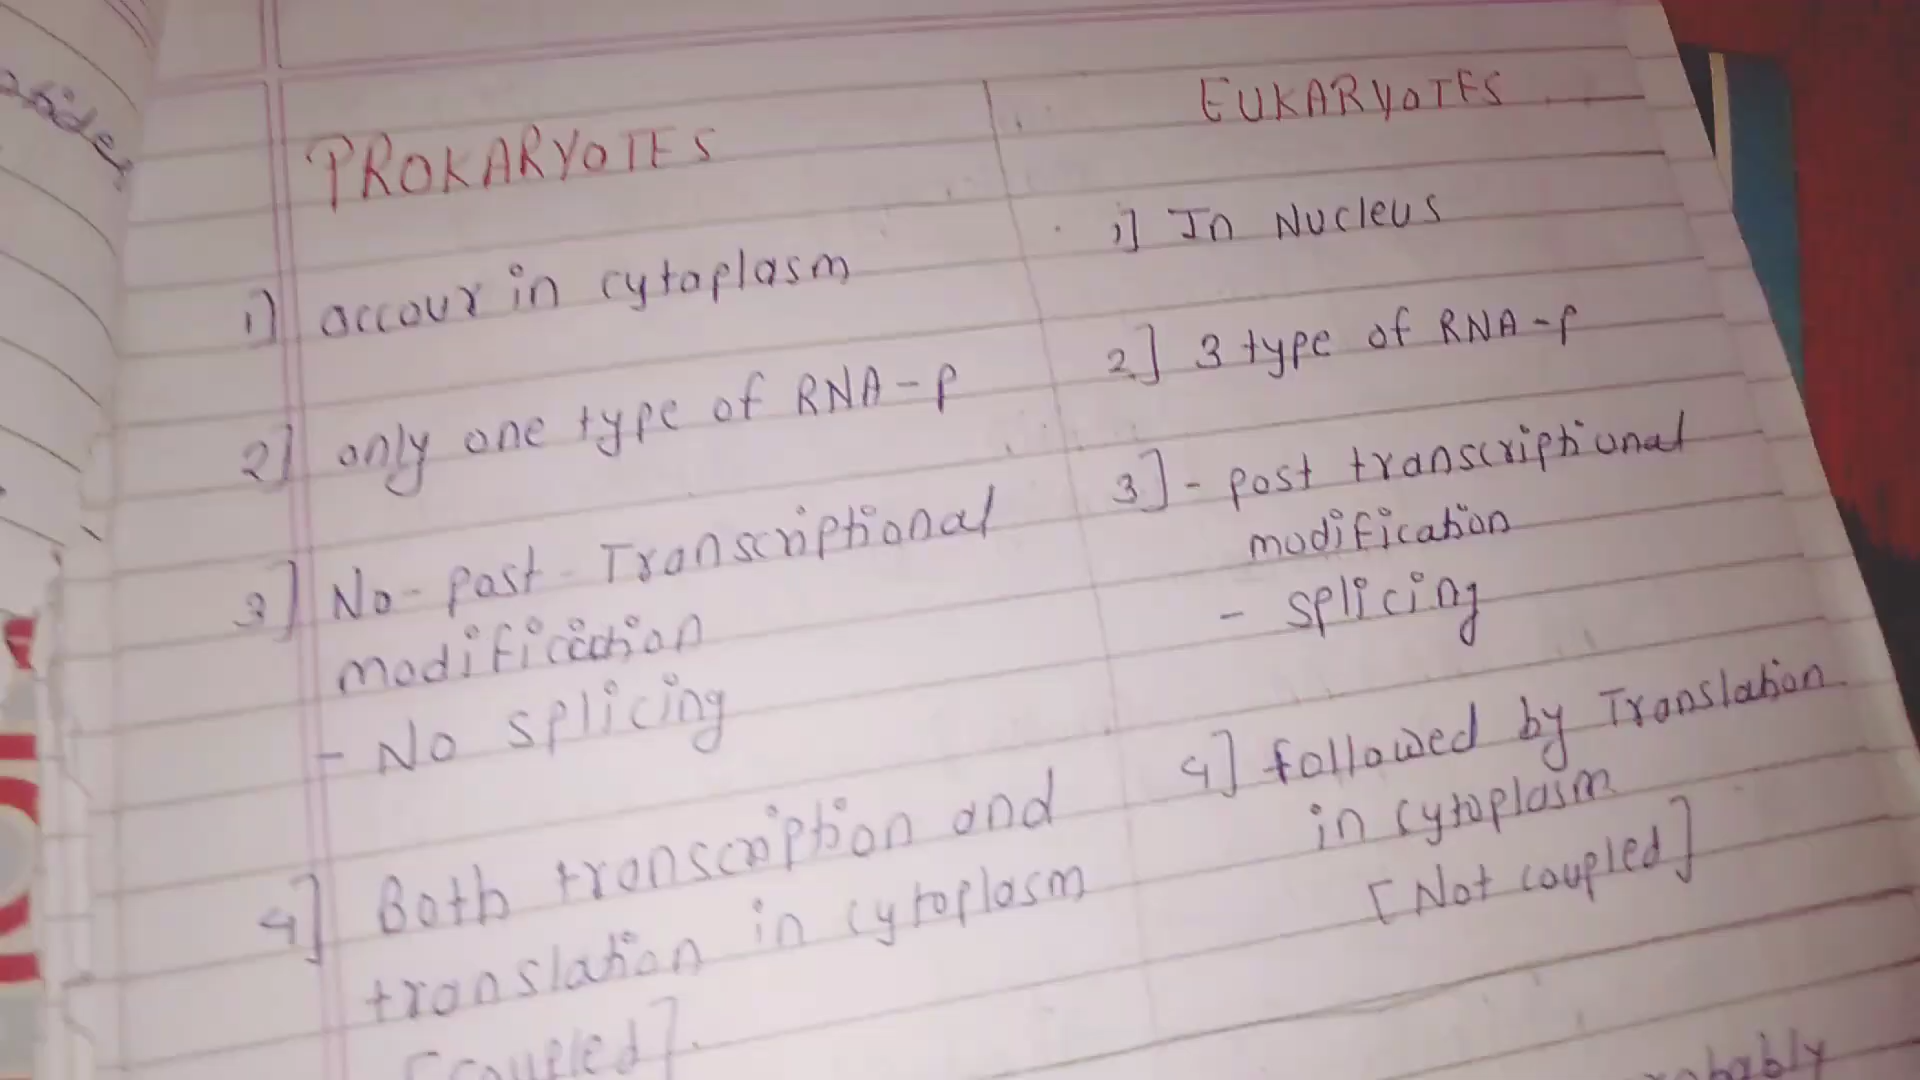 PROKARYOTES
1) accour in cytoplasm
2) only one type of RNA-P
3] No-post-Transcriptional
modification
- No splicing
4] Both transcription and
translation in cytoplasm
[coupled]
EUKARYOTES
1] In Nucleus
2] 3 type of RNA-P
3] - post transcriptional
modification
- splicing
4] followed by Translation
in cytoplasm
[Not coupled]